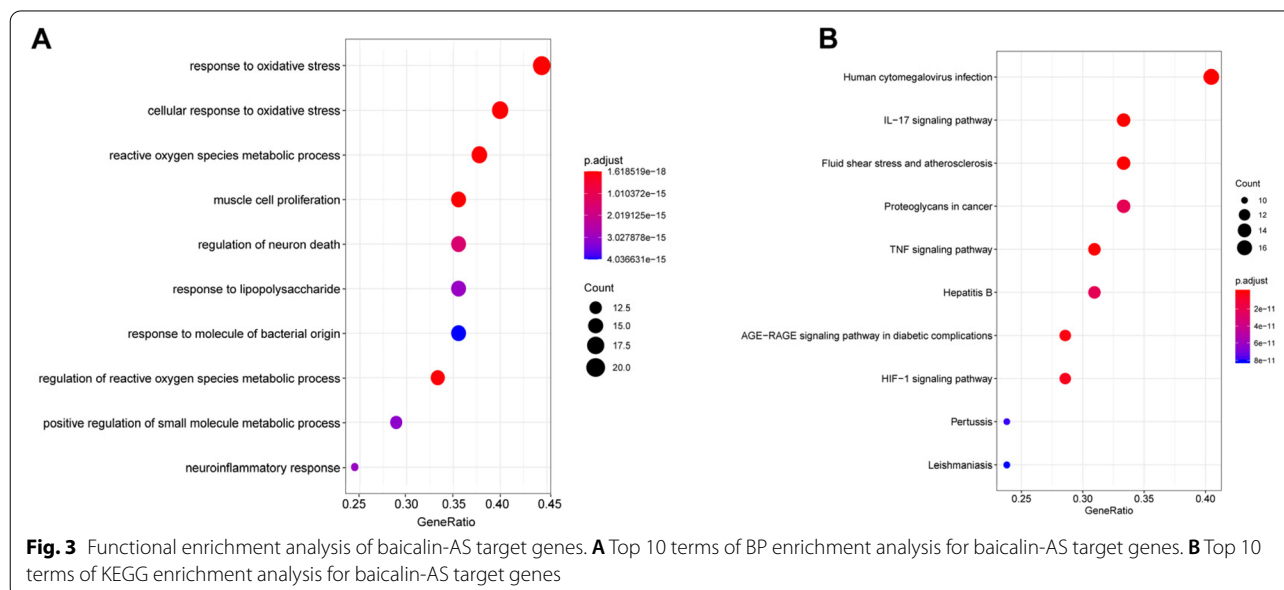 A
response to oxidative stress
cellular response to oxidative stress
reactive oxygen species metabolic process
muscle cell proliferation
regulation of neuron death
response to lipopolysaccharide
response to molecule of bacterial origin
regulation of reactive oxygen species metabolic process
positive regulation of small molecule metabolic process
neuroinflammatory response
0.25 0.30 0.35 0.40 0.45
GeneRatio
p.adjust
1.618519e-18
1.010372e-15
2.019125e-15
3.027878e-15
4.036631e-15
Count
12.5
15.0
17.5
20.0
B
Human cytomegalovirus infection
IL−17 signaling pathway
Fluid shear stress and atherosclerosis
Proteoglycans in cancer
TNF signaling pathway
Hepatitis B
AGE−RAGE signaling pathway in diabetic complications
HIF−1 signaling pathway
Pertussis
Leishmaniasis
0.25 0.30 0.35 0.40
GeneRatio
Count
10
12
14
16
p.adjust
2e−11
4e−11
6e−11
8e−11
Fig. 3 Functional enrichment analysis of baicalin-AS target genes. A Top 10 terms of BP enrichment analysis for baicalin-AS target genes. B Top 10
terms of KEGG enrichment analysis for baicalin-AS target genes